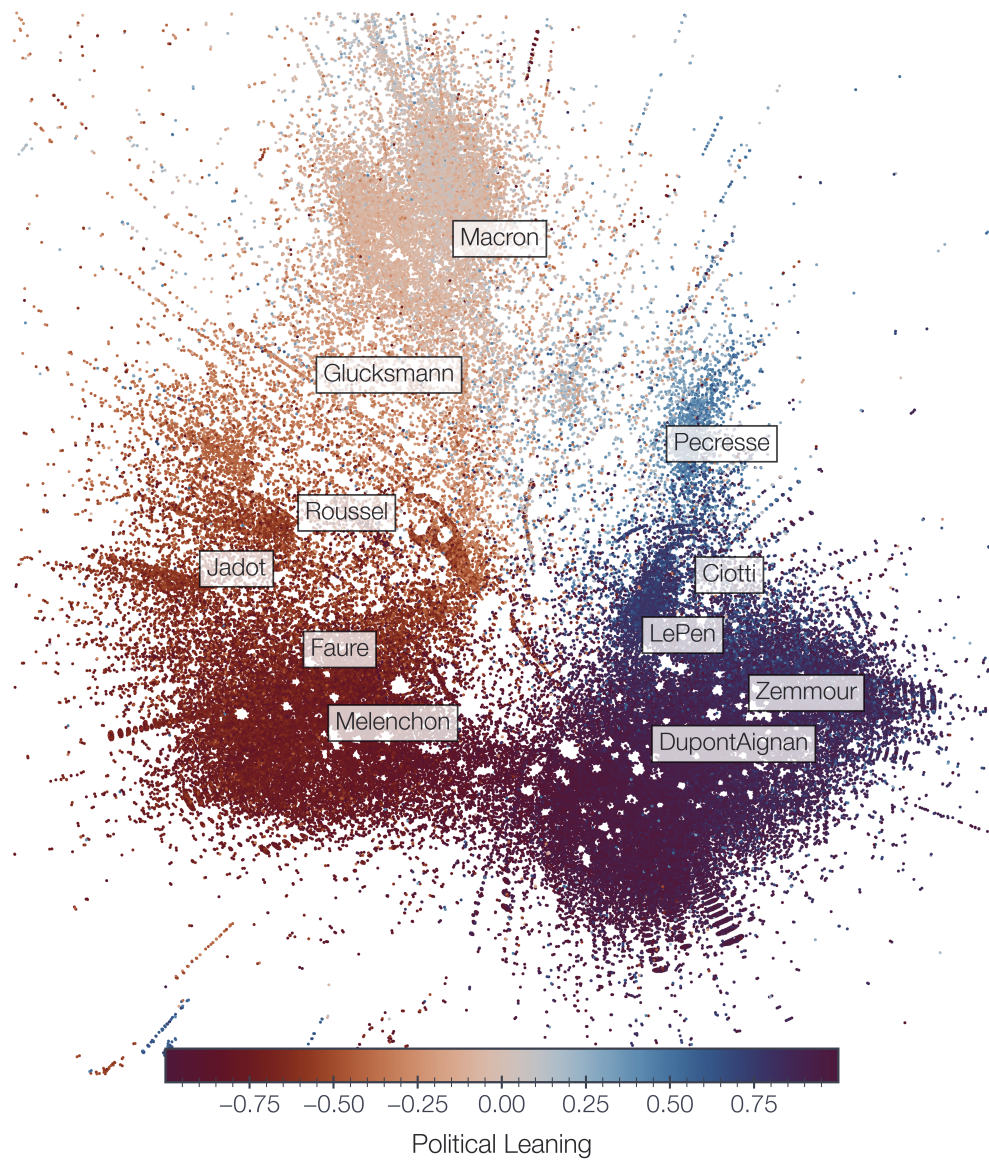 Macron
Glucksmann
Pecresse
Roussel
Jadot
Ciotti
LePen
Faure
Zemmour
Melenchon
DupontAignan
−0.75 −0.50 −0.25 0.00 0.25 0.50 0.75
Political Leaning